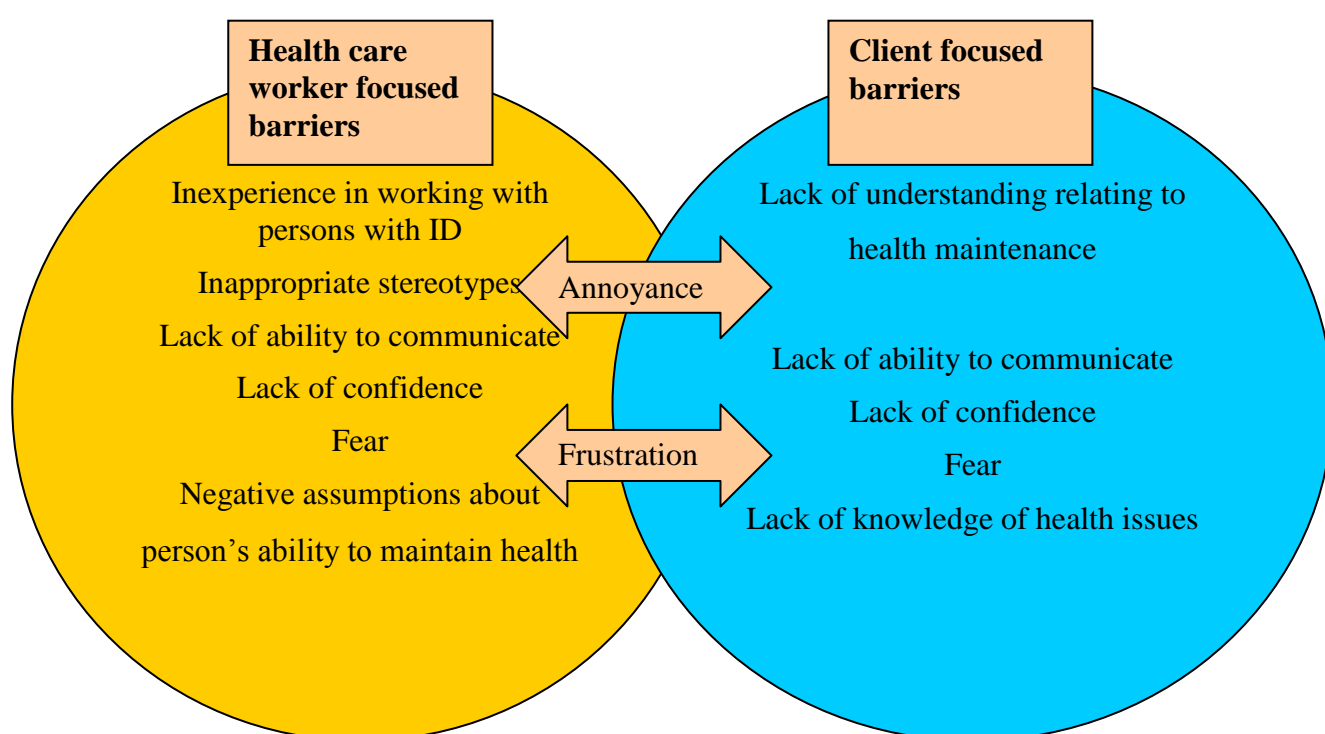 Health care
worker focused
barriers
Inexperience in working with
persons with ID
Inappropriate stereotypes
Lack of ability to communicate
Lack of confidence
Fear
Negative assumptions about
person’s ability to maintain health
Annoyance
Frustration
Client focused
barriers
Lack of understanding relating to
health maintenance
Lack of ability to communicate
Lack of confidence
Fear
Lack of knowledge of health issues